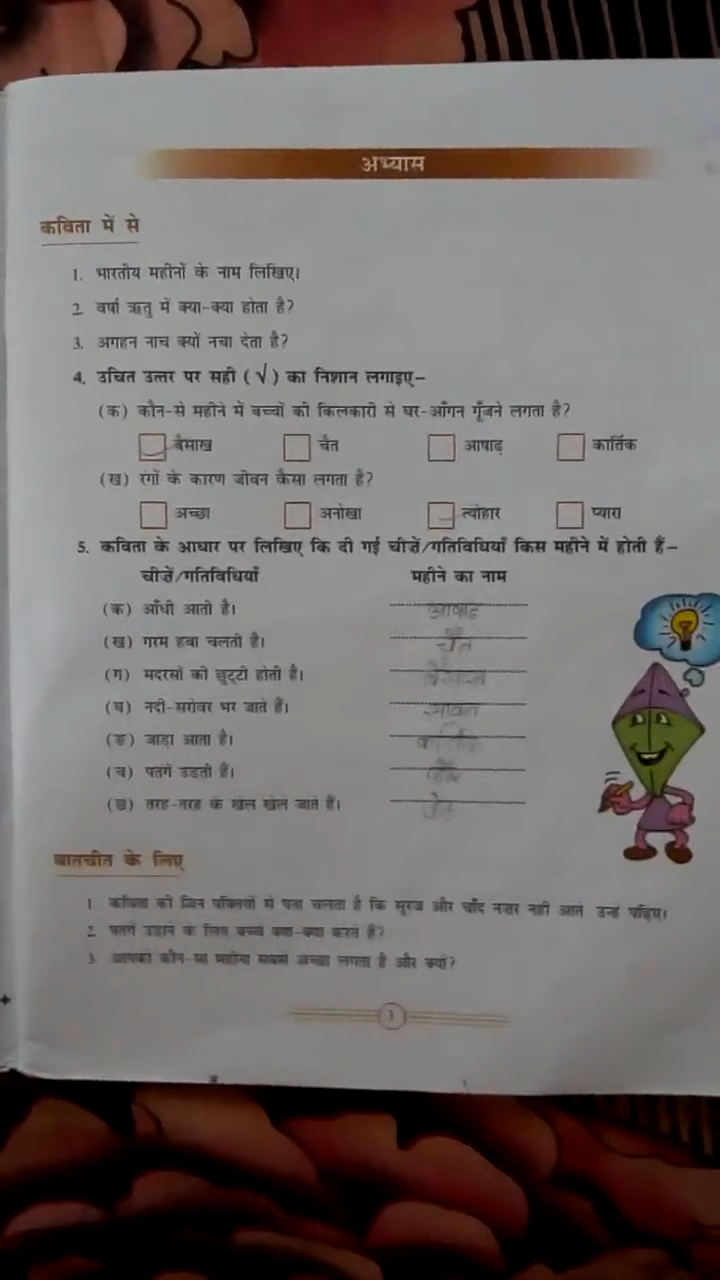 अभ्यास
कविता में से
1. भारतीय महीनों के नाम लिखिए।
2. वर्षा ऋतु में क्या-क्या होता है?
3. अगहन नाच क्यों नचा देता है?
4. उचित उत्तर पर सही (√) का निशान लगाइए–
(क) कौन-से महीने में बच्चों की किलकारी से घर-आँगन गूँजने लगता है?
बैसाख चैत आषाढ़ कार्तिक
(ख) रंगों के कारण जीवन कैसा लगता है?
अच्छा अनोखा त्योहार प्यारा
5. कविता के आधार पर लिखिए कि दी गई चीज़ें/गतिविधियाँ किस महीने में होती हैं–
चीज़ें/गतिविधियाँ महीने का नाम
(क) आँधी आती है। आषाढ़
(ख) गरम हवा चलती है। चैत
(ग) मदरसों की छुट्टी होती है। बैसाख
(घ) नदी-सरोवर भर जाते हैं।
(ङ) जाड़ा आता है। कार्तिक
(च) पतंगें उड़ती हैं।
(छ) तरह-तरह के खेल खेले जाते हैं।
बातचीत के लिए
1. कविता की जिन पंक्तियों से पता चलता है कि सूरज और चाँद नज़र नहीं आते उन्हें पढ़िए।
2. पतंगें उड़ाने के लिए बच्चे क्या-क्या करते हैं?
3. आपको कौन-सा महीना सबसे अच्छा लगता है और क्यों?
3